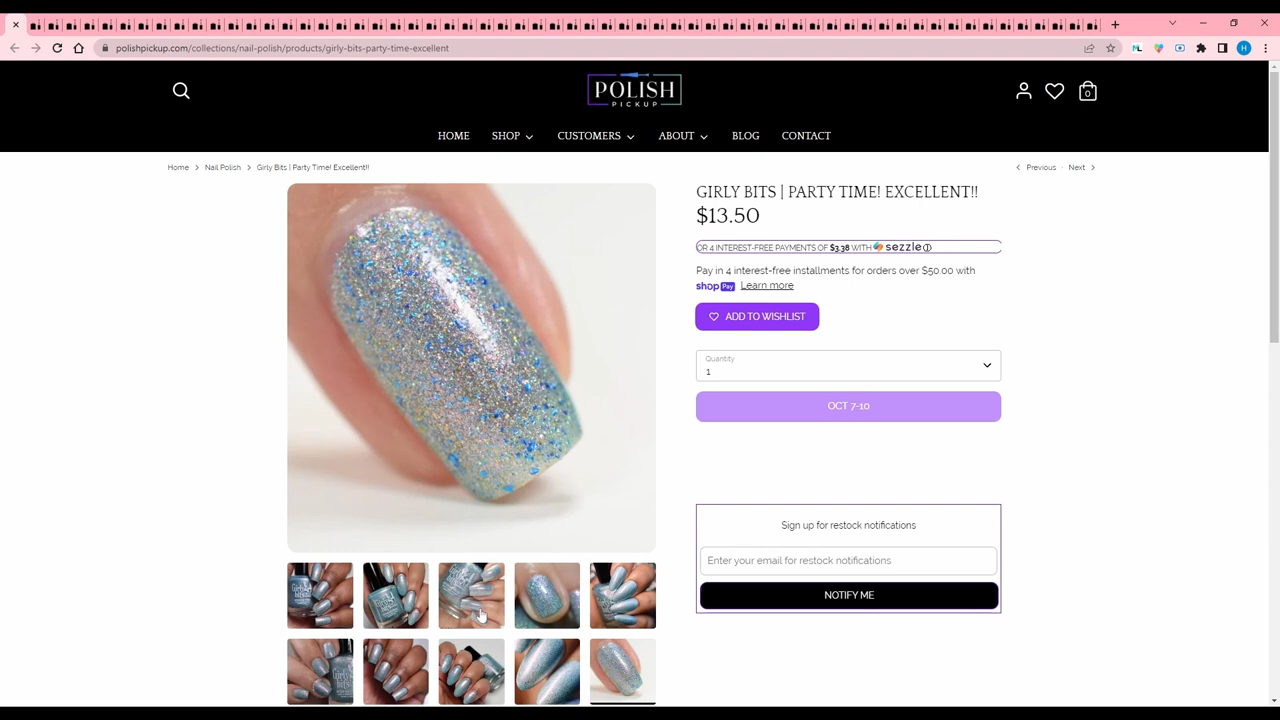 polishpickup.com/collections/nail-polish/products/girly-bits-party-time-excellent
ML
H
POLISH
PICKUP
0
HOME SHOP CUSTOMERS ABOUT BLOG CONTACT
Home > Nail Polish > Girly Bits | Party Time! Excellent!!
< Previous · Next >
GIRLY BITS | PARTY TIME! EXCELLENT!!
$13.50
OR 4 INTEREST-FREE PAYMENTS OF $3.38 WITH sezzle
Pay in 4 interest-free installments for orders over $50.00 with
shop Pay Learn more
ADD TO WISHLIST
Quantity
1
OCT 7-10
Sign up for restock notifications
Enter your email for restock notifications
NOTIFY ME